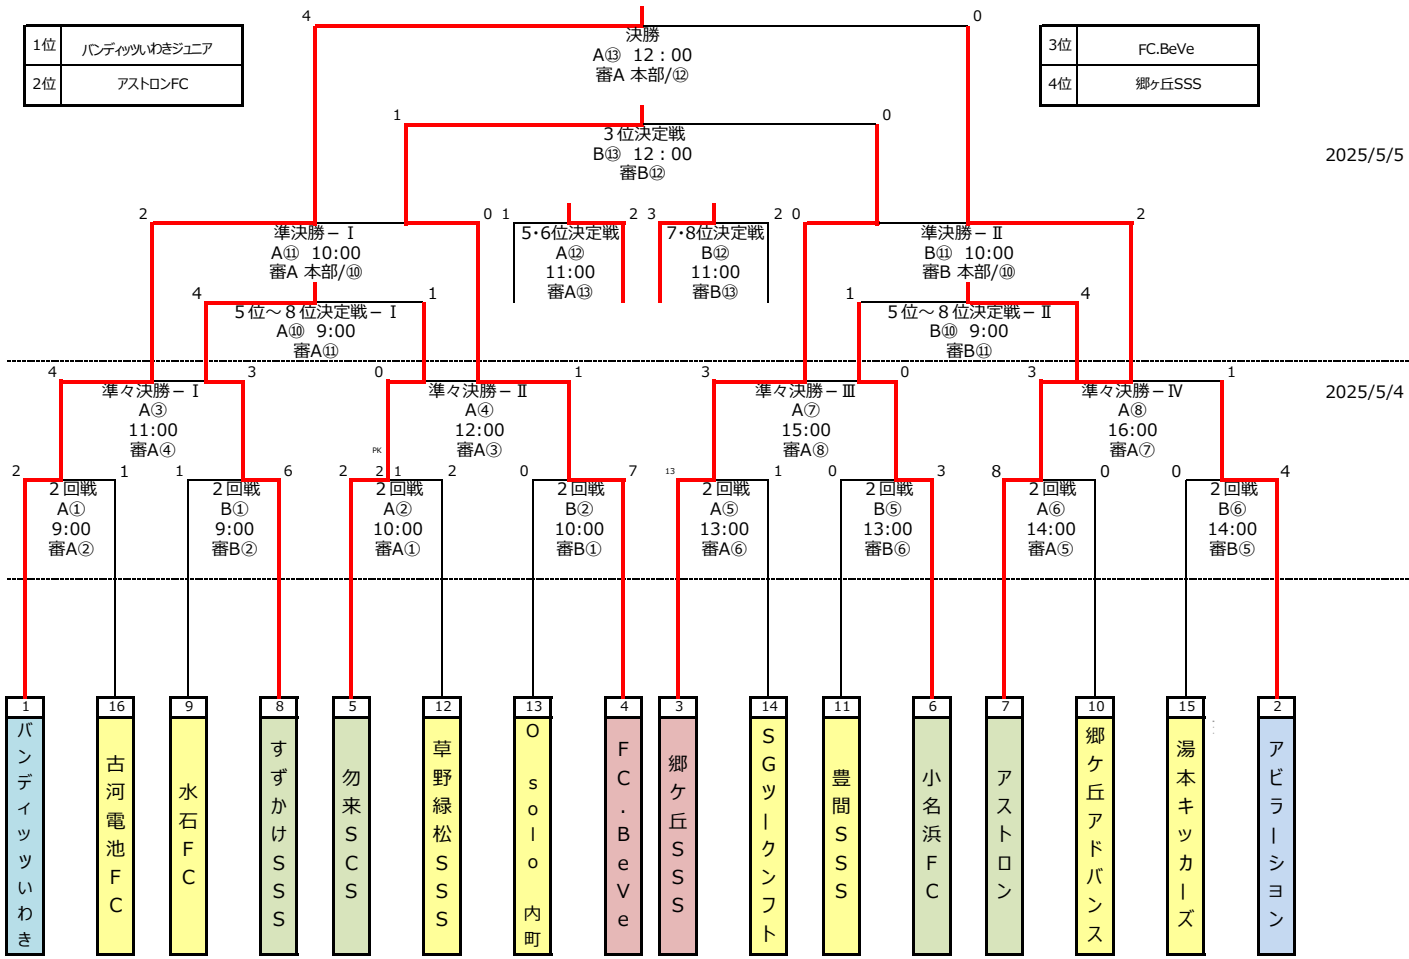 4
0
1位 バンディッツいわきジュニア
2位 アストロンFC
3位 FC.BeVe
4位 郷ヶ丘SSS
決勝
A⑬ 12：00
審A 本部/⑫
1
0
３位決定戦
B⑬ 12：00
審B⑫
2025/5/5
2
0
1
2
3
2
0
2
準決勝－Ⅰ
A⑪ 10:00
審A 本部/⑩
5･6位決定戦
A⑫
11:00
審A⑬
7･8位決定戦
B⑫
11:00
審B⑬
準決勝－Ⅱ
B⑪ 10:00
審B 本部/⑩
4
1
1
4
５位～８位決定戦－Ⅰ
A⑩ 9:00
審A⑪
５位～８位決定戦－Ⅱ
B⑩ 9:00
審B⑪
4
3
0
1
3
0
3
1
準々決勝－Ⅰ
A③
11:00
審A④
準々決勝－Ⅱ
A④
12:00
審A③
準々決勝－Ⅲ
A⑦
15:00
審A⑧
準々決勝－Ⅳ
A⑧
16:00
審A⑦
2025/5/4
PK
2
1
1
6
2
2
1
2
0
7
13
1
0
3
8
0
0
4
２回戦
A①
9:00
審A②
２回戦
B①
9:00
審B②
２回戦
A②
10:00
審A①
２回戦
B②
10:00
審B①
２回戦
A⑤
13:00
審A⑥
２回戦
B⑤
13:00
審B⑥
２回戦
A⑥
14:00
審A⑤
２回戦
B⑥
14:00
審B⑤
1
バンディッツいわき
16
古河電池FC
9
水石FC
8
すずかけSSS
5
勿来SCS
12
草野緑松SSS
13
O solo 内町
4
FC.BeVe
3
郷ケ丘SSS
14
SGツークンフト
11
豊間SSS
6
小名浜FC
7
アストロン
10
郷ケ丘アドバンス
15
湯本キッカーズ
2
アビラーション